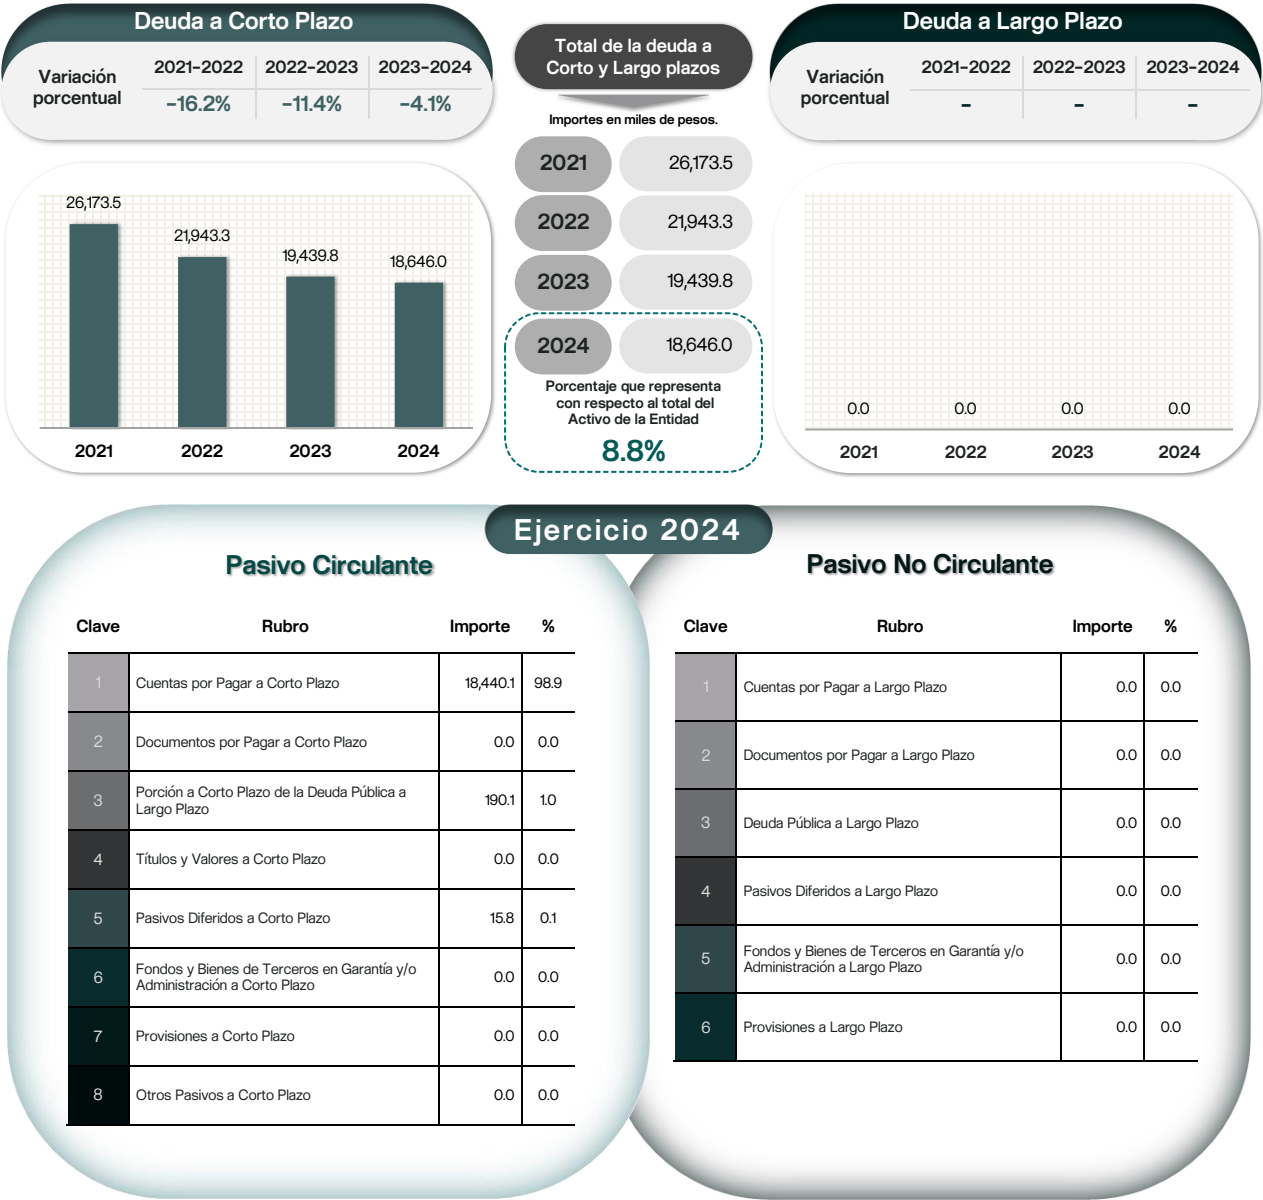 Deuda a Corto Plazo
Variación porcentual
2021-2022 2022-2023 2023-2024
-16.2% -11.4% -4.1%
26,173.5
21,943.3
19,439.8
18,646.0
2021 2022 2023 2024
Total de la deuda a
Corto y Largo plazos
Importes en miles de pesos.
2021 26,173.5
2022 21,943.3
2023 19,439.8
2024 18,646.0
Porcentaje que representa
con respecto al total del
Activo de la Entidad
8.8%
Deuda a Largo Plazo
Variación porcentual
2021-2022 2022-2023 2023-2024
- - -
0.0 0.0 0.0 0.0
2021 2022 2023 2024
Ejercicio 2024
Pasivo Circulante
Clave Rubro Importe %
1 Cuentas por Pagar a Corto Plazo 18,440.1 98.9
2 Documentos por Pagar a Corto Plazo 0.0 0.0
3 Porción a Corto Plazo de la Deuda Pública a
Largo Plazo 190.1 1.0
4 Títulos y Valores a Corto Plazo 0.0 0.0
5 Pasivos Diferidos a Corto Plazo 15.8 0.1
6 Fondos y Bienes de Terceros en Garantía y/o
Administración a Corto Plazo 0.0 0.0
7 Provisiones a Corto Plazo 0.0 0.0
8 Otros Pasivos a Corto Plazo 0.0 0.0
Pasivo No Circulante
Clave Rubro Importe %
1 Cuentas por Pagar a Largo Plazo 0.0 0.0
2 Documentos por Pagar a Largo Plazo 0.0 0.0
3 Deuda Pública a Largo Plazo 0.0 0.0
4 Pasivos Diferidos a Largo Plazo 0.0 0.0
5 Fondos y Bienes de Terceros en Garantía y/o
Administración a Largo Plazo 0.0 0.0
6 Provisiones a Largo Plazo 0.0 0.0